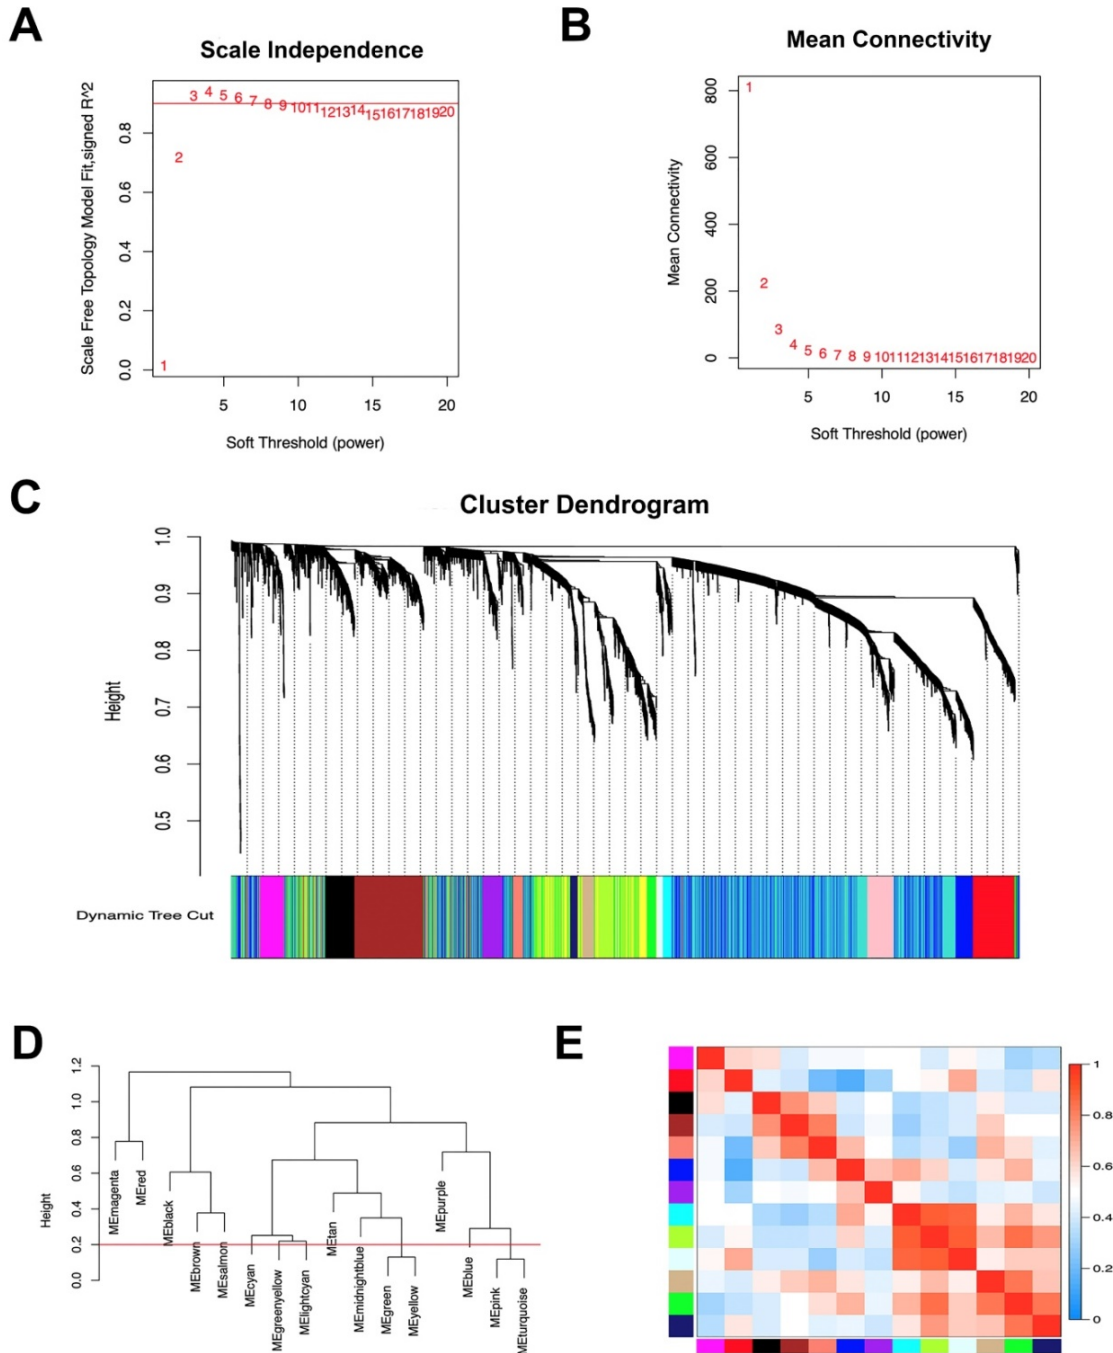 A
Scale Independence
Scale Free Topology Model Fit,signed R^2
0.8
0.6
0.4
0.2
0.0
1 2 3 4 5 6 7 8 9 10 11 12 13 14 15 16 17 18 19 20
5 10 15 20
Soft Threshold (power)
B
Mean Connectivity
Mean Connectivity
800
600
400
200
0
1 2 3 4 5 6 7 8 9 10 11 12 13 14 15 16 17 18 19 20
5 10 15 20
Soft Threshold (power)
C
Cluster Dendrogram
Height
1.0
0.9
0.8
0.7
0.6
0.5
Dynamic Tree Cut
D
Height
1.2
1.0
0.8
0.6
0.4
0.2
0.0
MEmagenta
MEred
MEblack
MEbrown
MEsalmon
MEcyan
MEgreenyellow
MElightcyan
MEtan
MEmidnightblue
MEgreen
MEyellow
MEpurple
MEblue
MEpink
MEturquoise
E
1
0.8
0.6
0.4
0.2
0